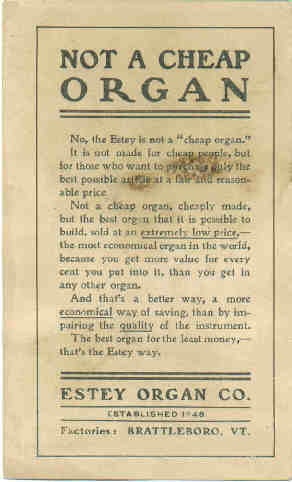 NOT A CHEAP
ORGAN
No, the Estey is not a "cheap organ."
It is not made for cheap people, but
for those who want to purchase only the
best possible article at a fair and reason-
able price.
Not a cheap organ, cheaply made,
but the best organ that it is possible to
build, sold at an extremely low price,—
the most economical organ in the world,
because you get more value for every
cent you put into it, than you get in
any other organ.
And that's a better way, a more
economical way of saving, than by im-
pairing the quality of the instrument.
The best organ for the least money,—
that's the Estey way.
ESTEY ORGAN CO.
ESTABLISHED 1846
Factories: BRATTLEBORO, VT.